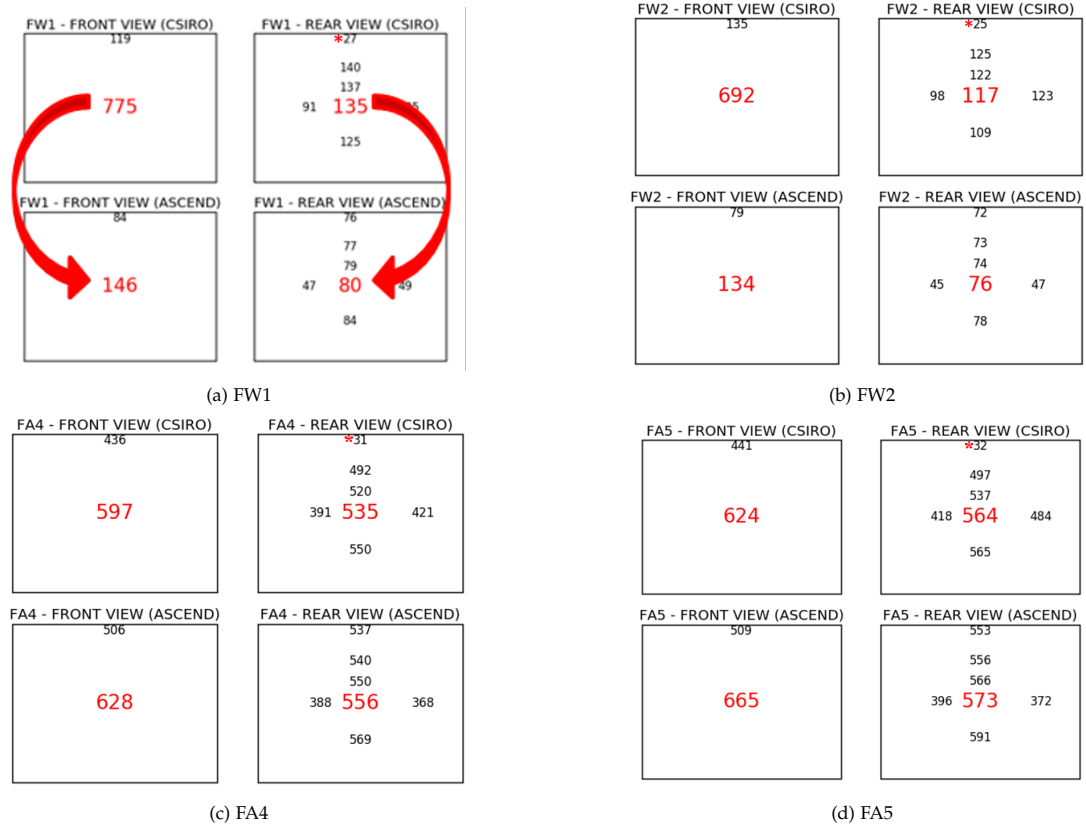 FW1 - FRONT VIEW (CSIRO)
119
775
FW1 - REAR VIEW (CSIRO)
*27
140
137
91 135
125
FW1 - FRONT VIEW (ASCEND)
84
146
FW1 - REAR VIEW (ASCEND)
76
77
79
47 80 49
84
(a) FW1
FW2 - FRONT VIEW (CSIRO)
135
692
FW2 - REAR VIEW (CSIRO)
*25
125
122
98 117 123
109
FW2 - FRONT VIEW (ASCEND)
79
134
FW2 - REAR VIEW (ASCEND)
72
73
74
45 76 47
78
(b) FW2
FA4 - FRONT VIEW (CSIRO)
436
597
FA4 - REAR VIEW (CSIRO)
*31
492
520
391 535 421
550
FA4 - FRONT VIEW (ASCEND)
506
628
FA4 - REAR VIEW (ASCEND)
537
540
550
388 556 368
569
(c) FA4
FA5 - FRONT VIEW (CSIRO)
441
624
FA5 - REAR VIEW (CSIRO)
*32
497
537
418 564 484
565
FA5 - FRONT VIEW (ASCEND)
509
665
FA5 - REAR VIEW (ASCEND)
553
556
566
396 573 372
591
(d) FA5